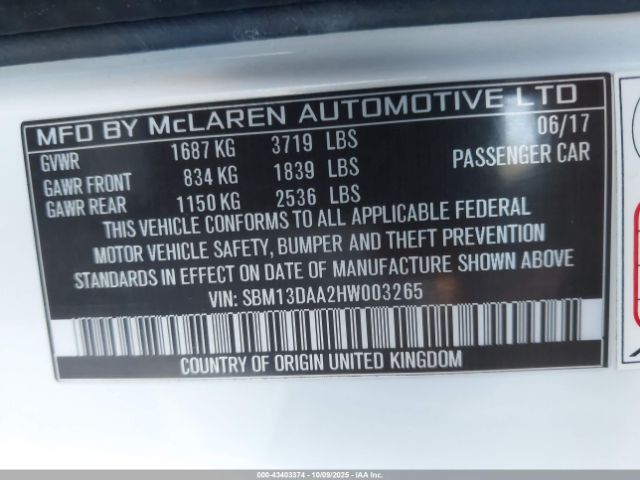 MFD BY McLAREN AUTOMOTIVE LTD
06/17
GVWR 1687 KG 3719 LBS
PASSENGER CAR
GAWR FRONT 834 KG 1839 LBS
GAWR REAR 1150 KG 2536 LBS
THIS VEHICLE CONFORMS TO ALL APPLICABLE FEDERAL
MOTOR VEHICLE SAFETY, BUMPER AND THEFT PREVENTION
STANDARDS IN EFFECT ON DATE OF MANUFACTURE SHOWN ABOVE
VIN: SBM13DAA2HW003265
COUNTRY OF ORIGIN UNITED KINGDOM
000-43403374 - 10/09/2025 - IAAI.COM